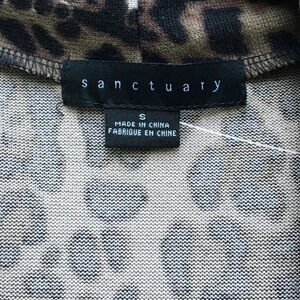 sanctuary
S
MADE IN CHINA
FABRIQUE EN CHINE